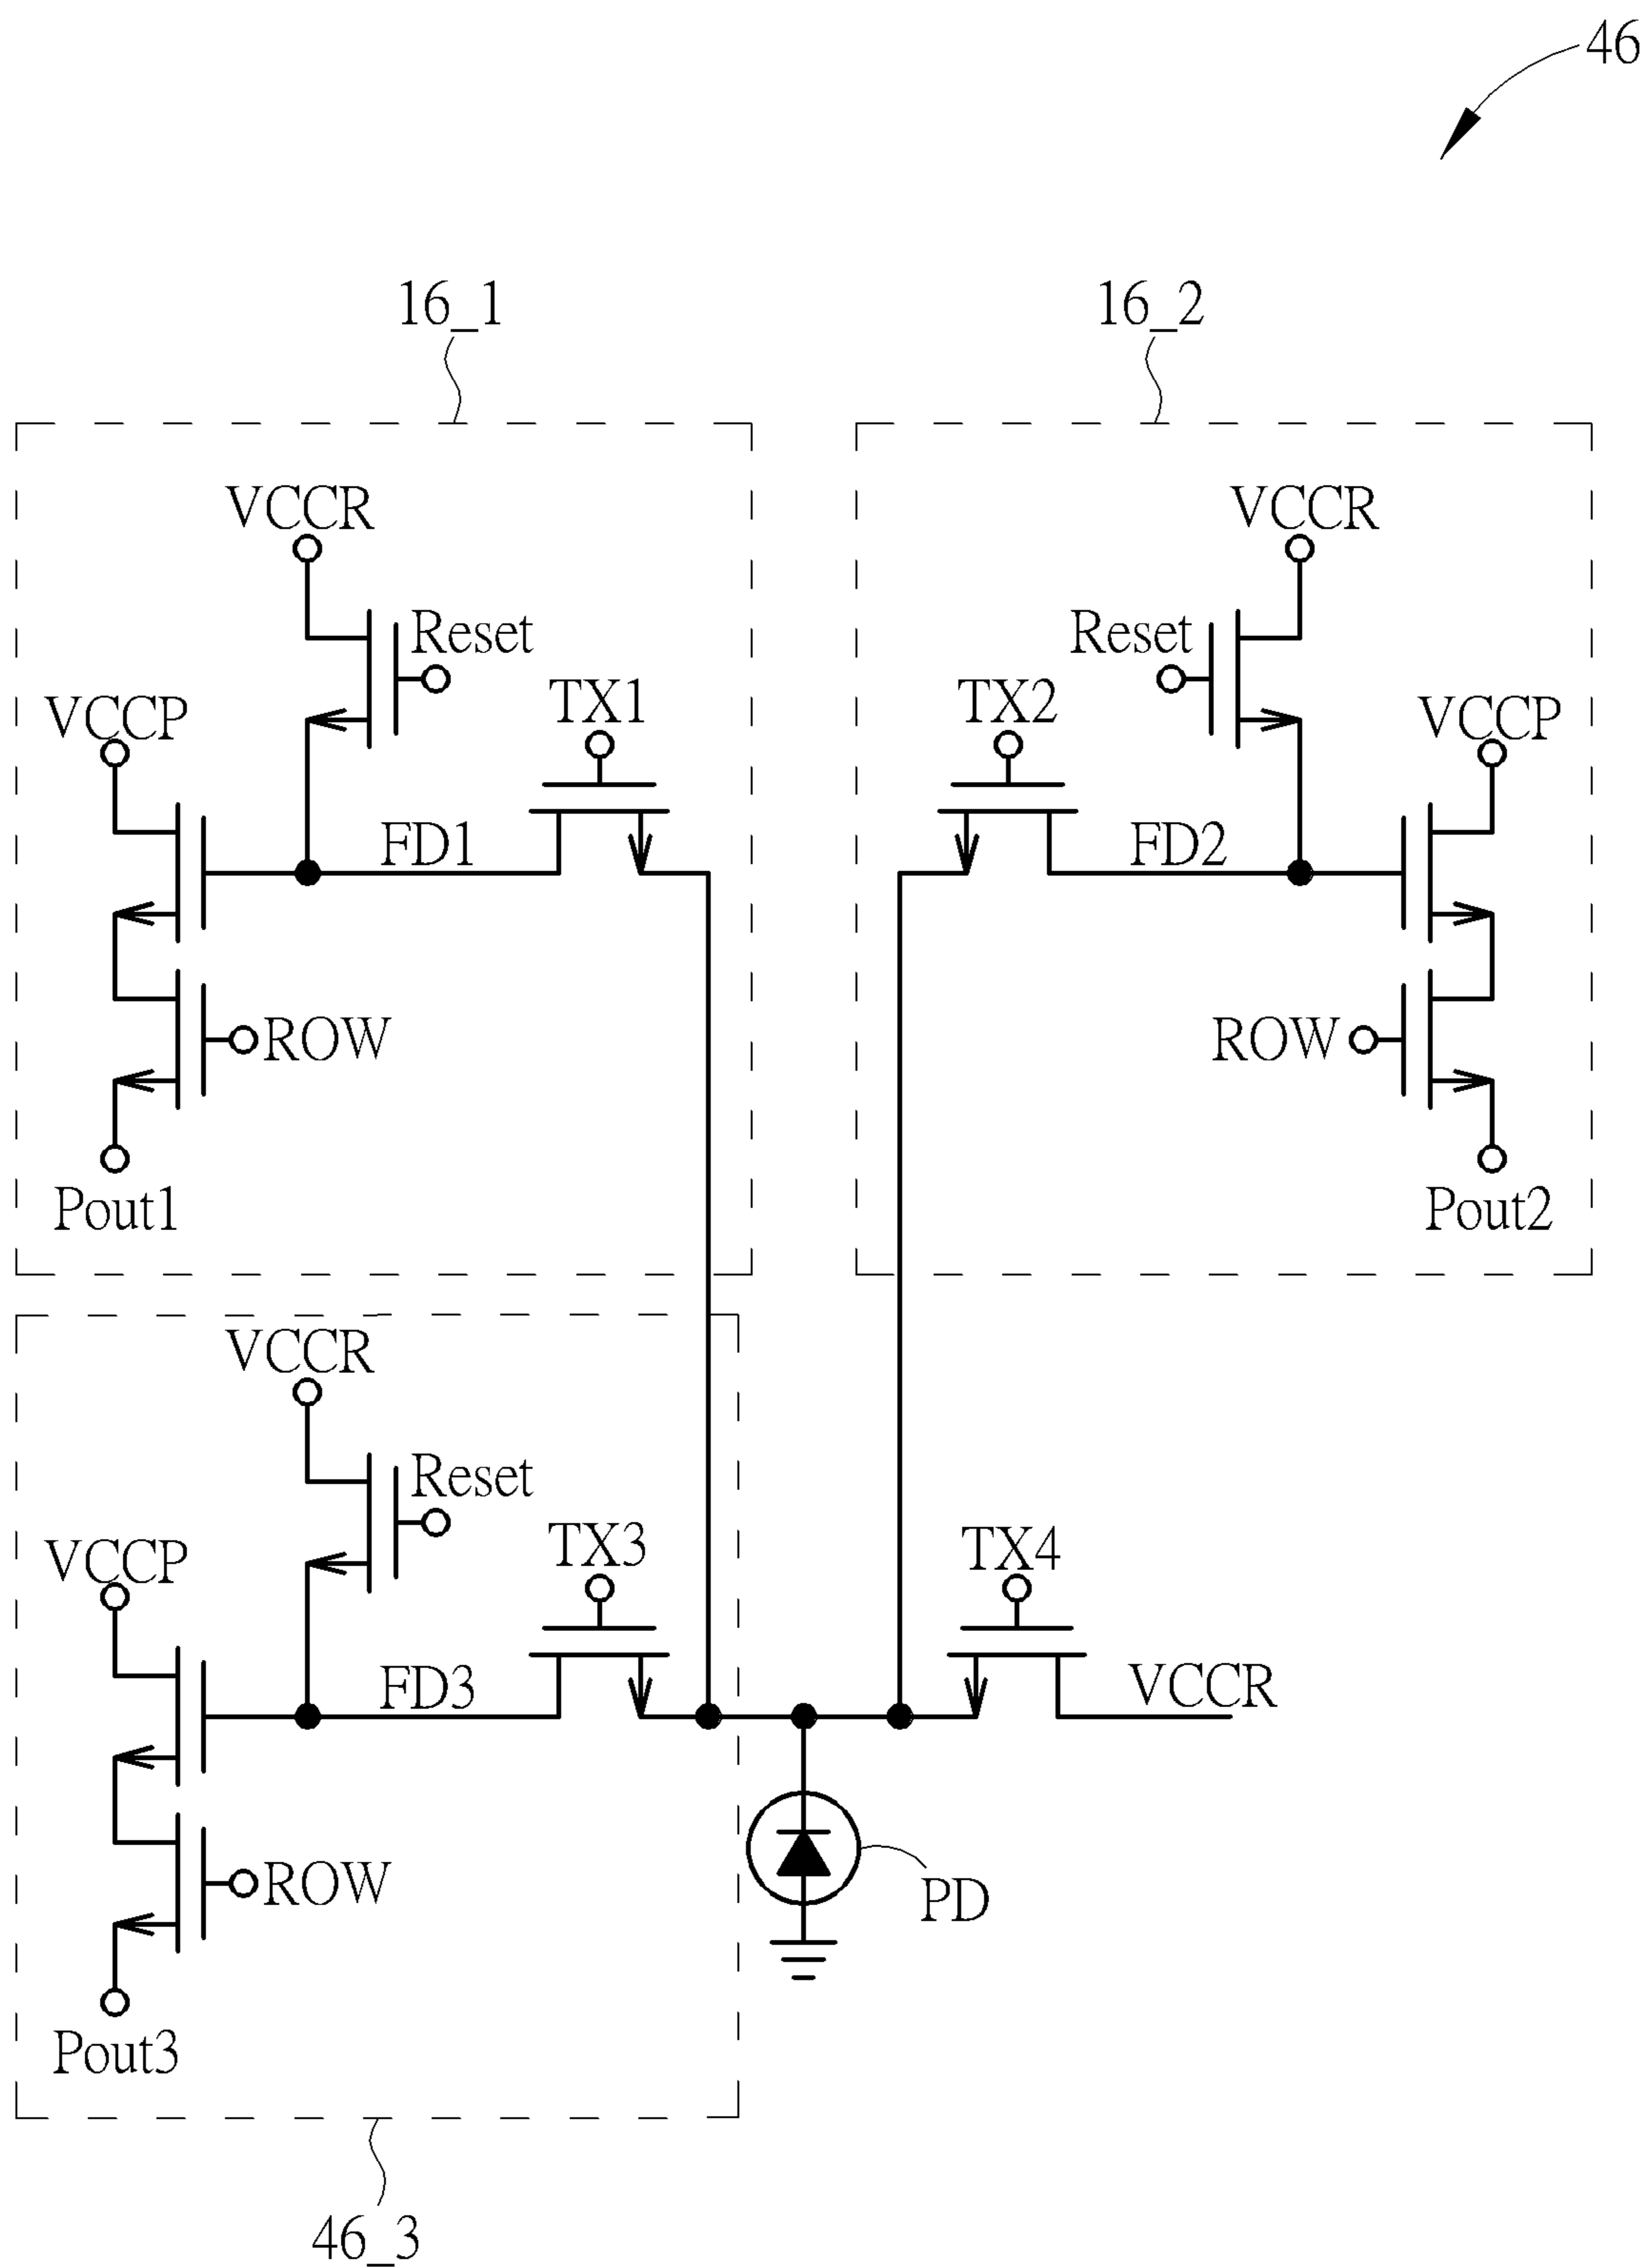 46
16_1
16_2
VCCR
VCCR
Reset
Reset
TX1
TX2
VCCP
VCCP
FD1
FD2
ROW
ROW
Pout1
Pout2
VCCR
Reset
TX3
TX4
VCCP
FD3
VCCR
ROW
PD
Pout3
46_3